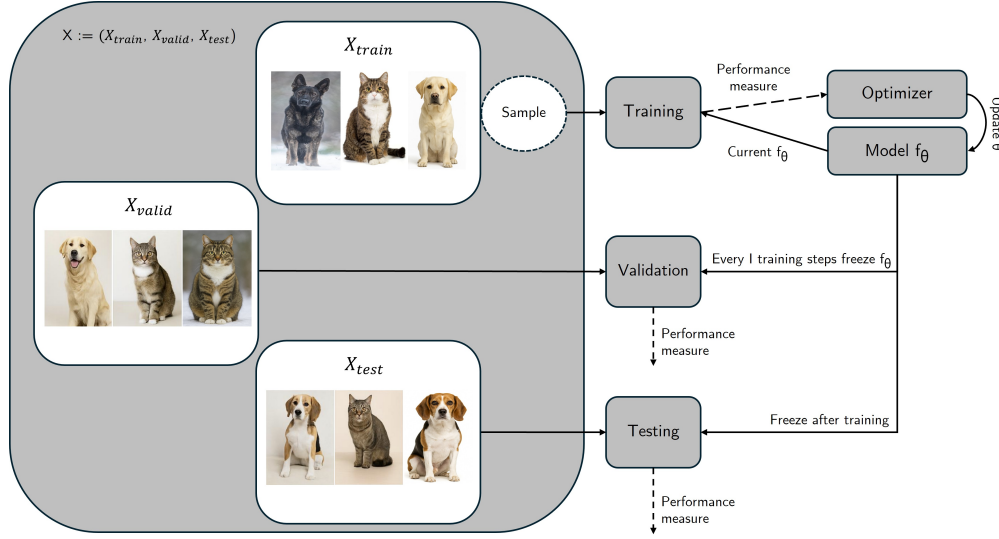 X := (X_train, X_valid, X_test)
X_train
Sample
Training
Performance
measure
Optimizer
Update θ
Current f_θ
Model f_θ
X_valid
Validation
Every I training steps freeze f_θ
Performance
measure
X_test
Testing
Freeze after training
Performance
measure